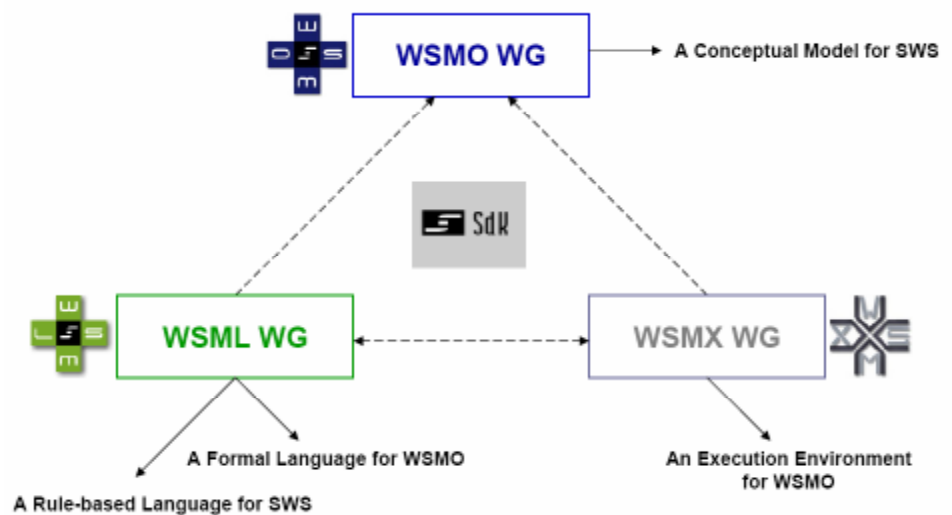 WSMO WG
A Conceptual Model for SWS
SdK
WSML WG
WSMX WG
A Formal Language for WSMO
A Rule-based Language for SWS
An Execution Environment
for WSMO